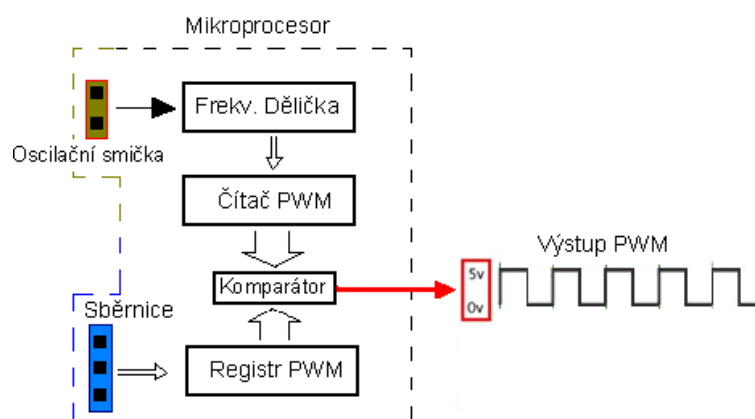 Mikroprocesor
Frekv. Dělička
Oscilační smička
Čítač PWM
Výstup PWM
Komparátor
5v
0v
Sběrnice
Registr PWM